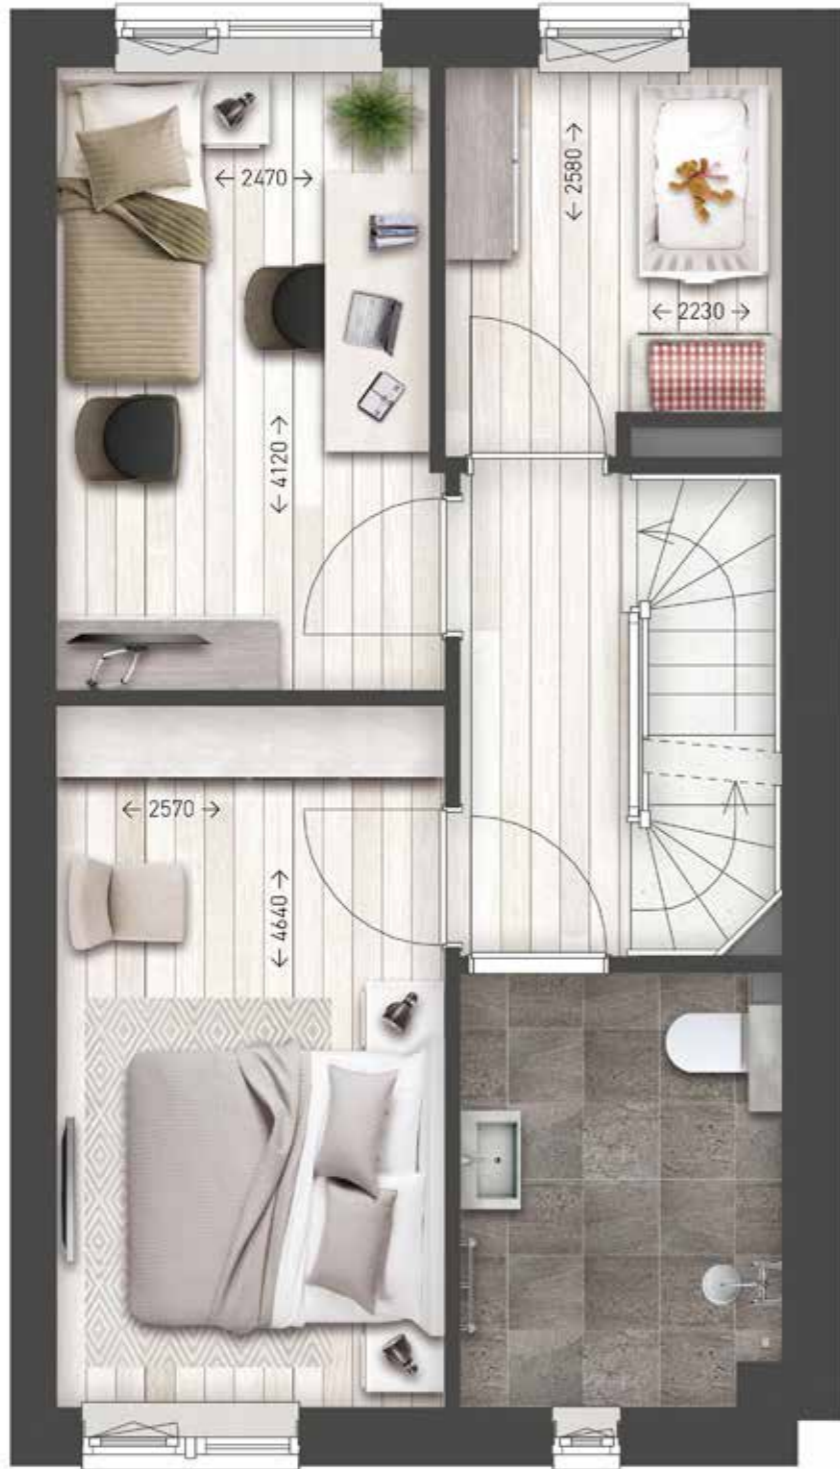 ← 2470 →
← 2580 →
← 2230 →
← 4120 →
← 2570 →
← 4640 →